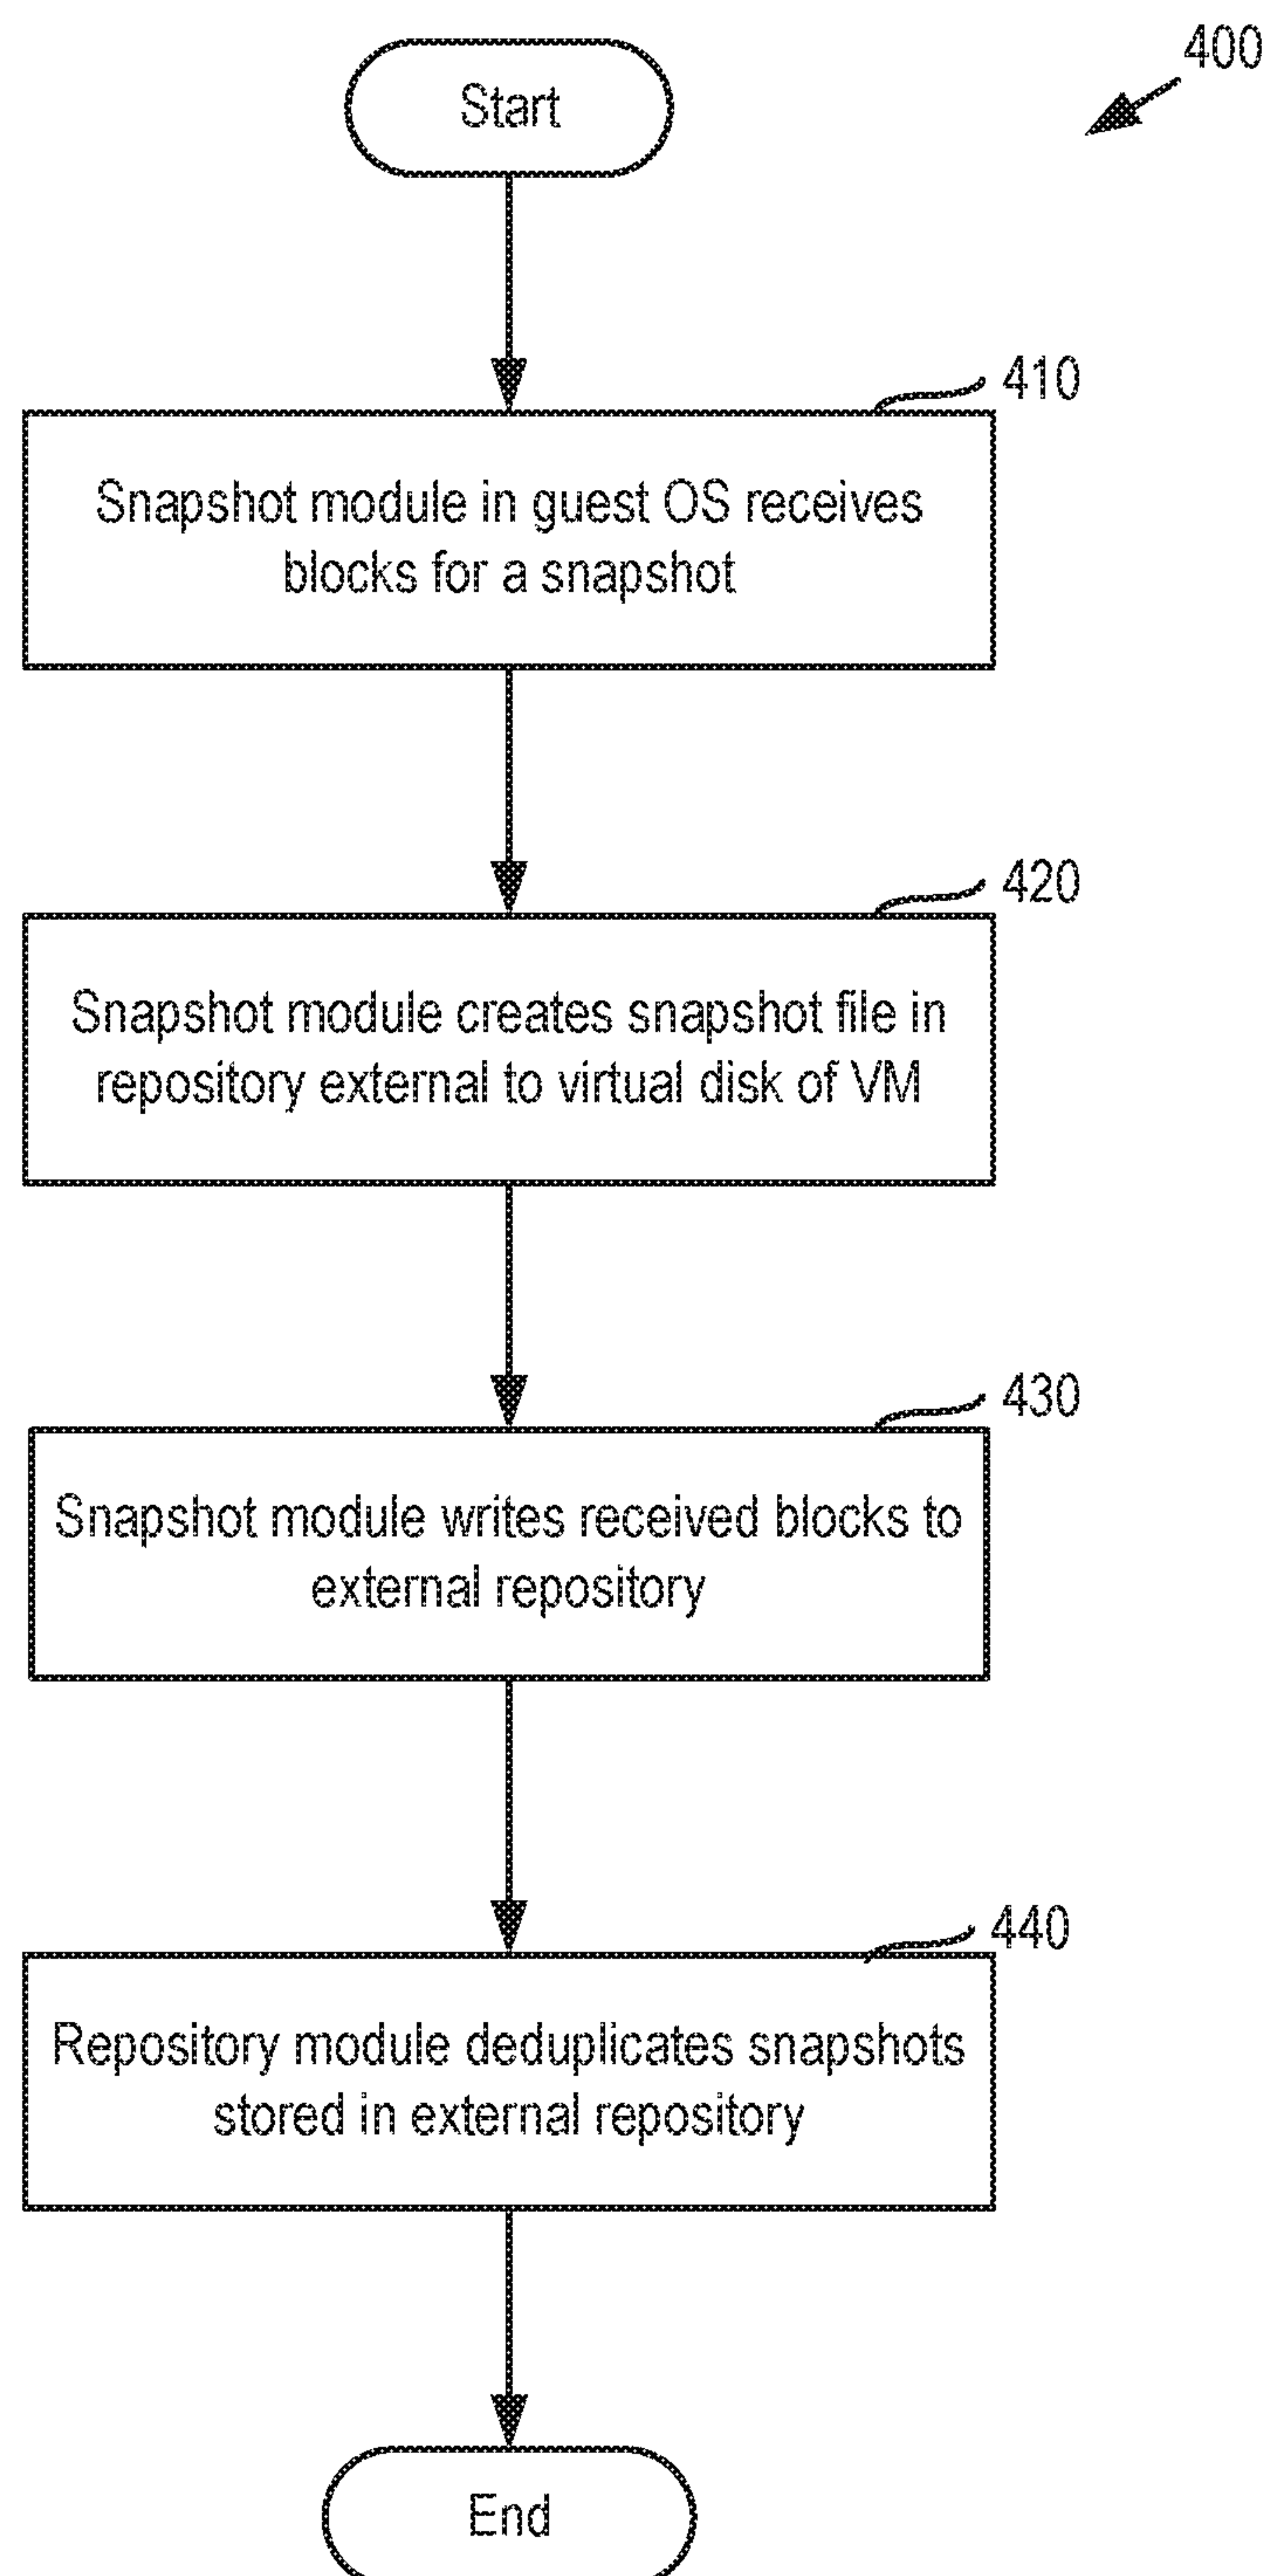 400
Start
410
Snapshot module in guest OS receives
blocks for a snapshot
420
Snapshot module creates snapshot file in
repository external to virtual disk of VM
430
Snapshot module writes received blocks to
external repository
440
Repository module deduplicates snapshots
stored in external repository
End